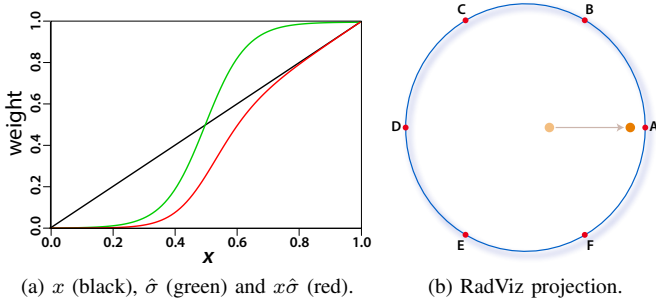 1.0
0.8
0.6
0.4
0.2
0.0
weight
0.0 0.2 0.4 0.6 0.8 1.0
x
C B
D A
E F
(a) x (black), σ̂ (green) and xσ̂ (red).
(b) RadViz projection.